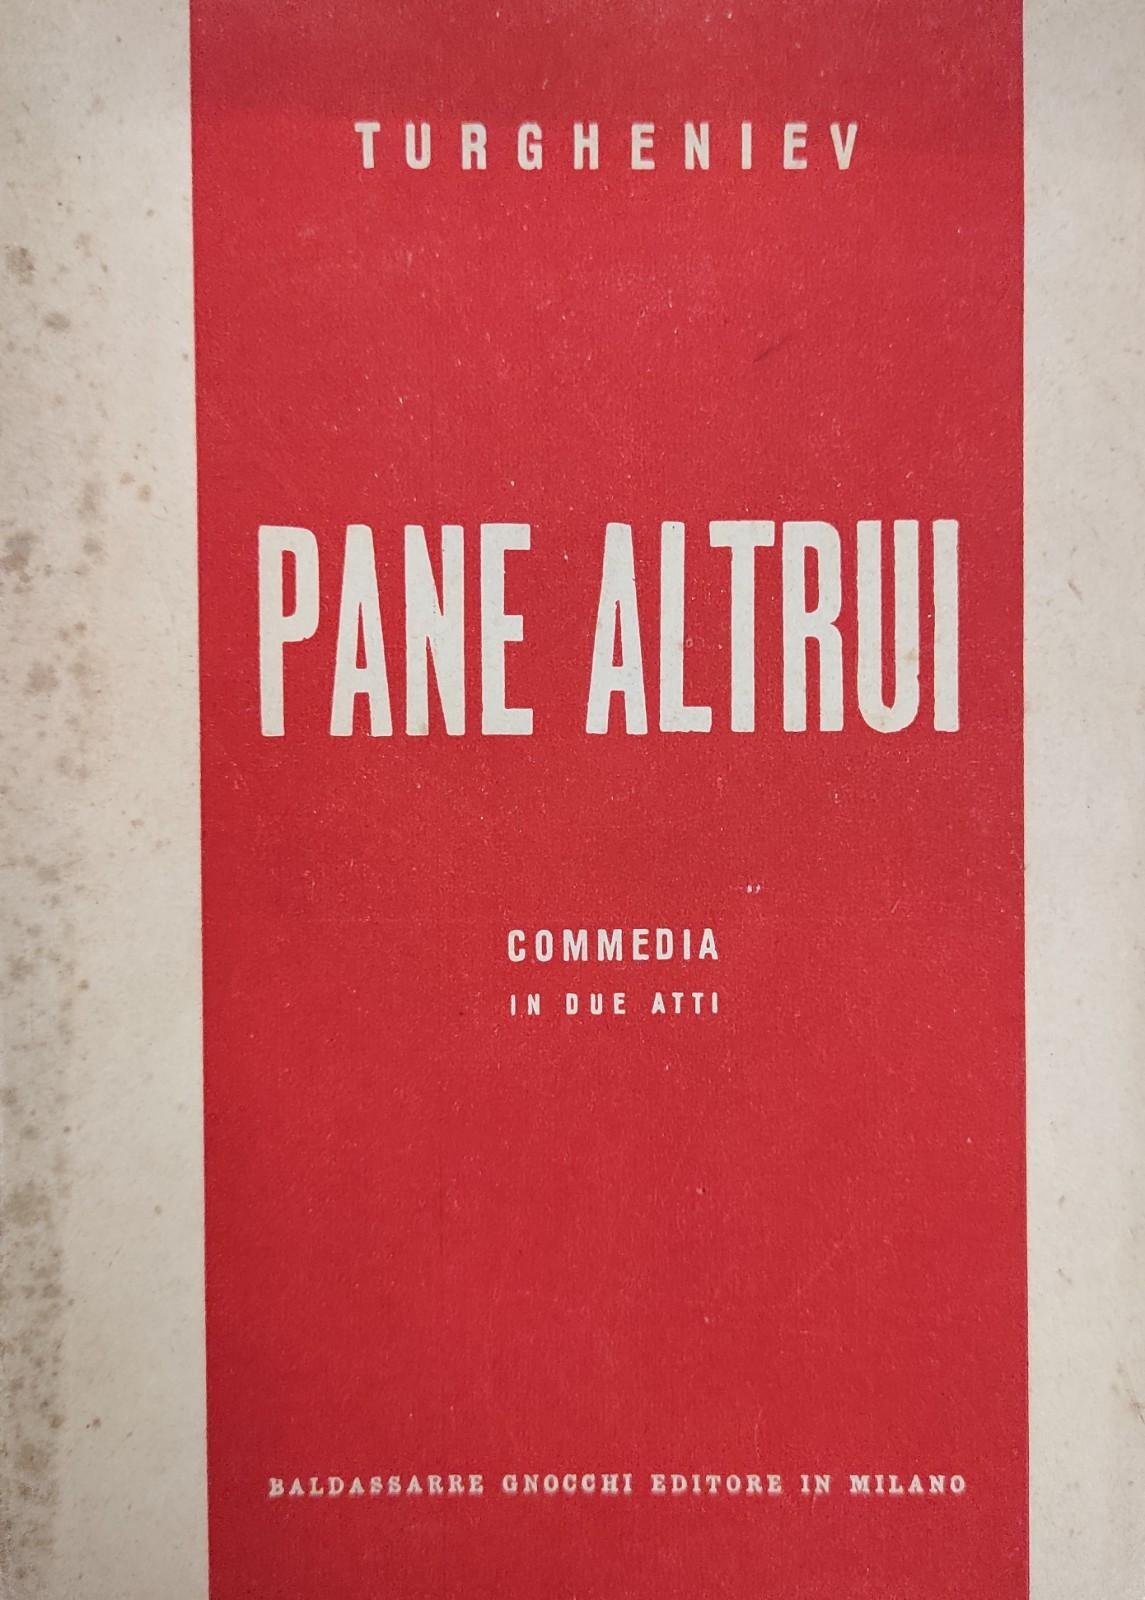 TURGHENIEV
PANE ALTRUI
COMMEDIA
IN DUE ATTI
BALDASSARRE GNOCCHI EDITORE IN MILANO